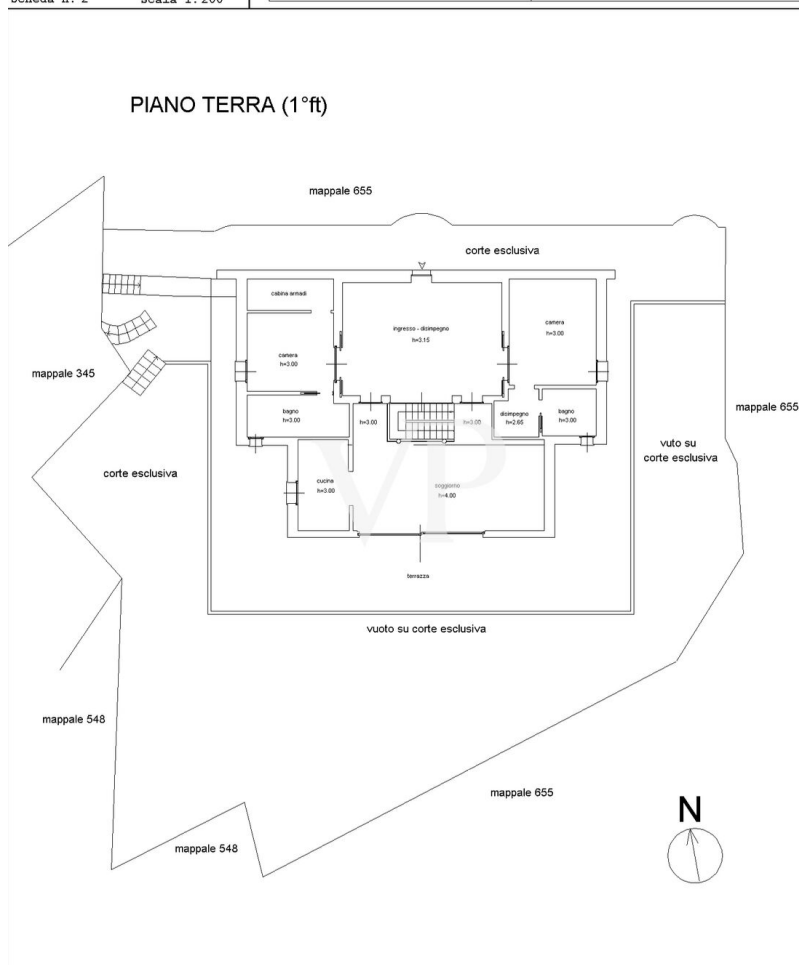 Scheda n. 2 Scala 1:200
PIANO TERRA (1°ft)
mappale 655
corte esclusiva
cabina armadi
ingresso - disimpegno
h=3.15
camera
h=3.00
camera
h=3.00
mappale 345
mappale 655
bagno
h=3.00
h=3.00
h=3.00
disimpegno
h=2.65
bagno
h=3.00
vuto su
corte esclusiva
corte esclusiva
cucina
h=3.00
soggiorno
h=4.00
VP
terrazza
vuoto su corte esclusiva
mappale 548
mappale 655
mappale 548
N